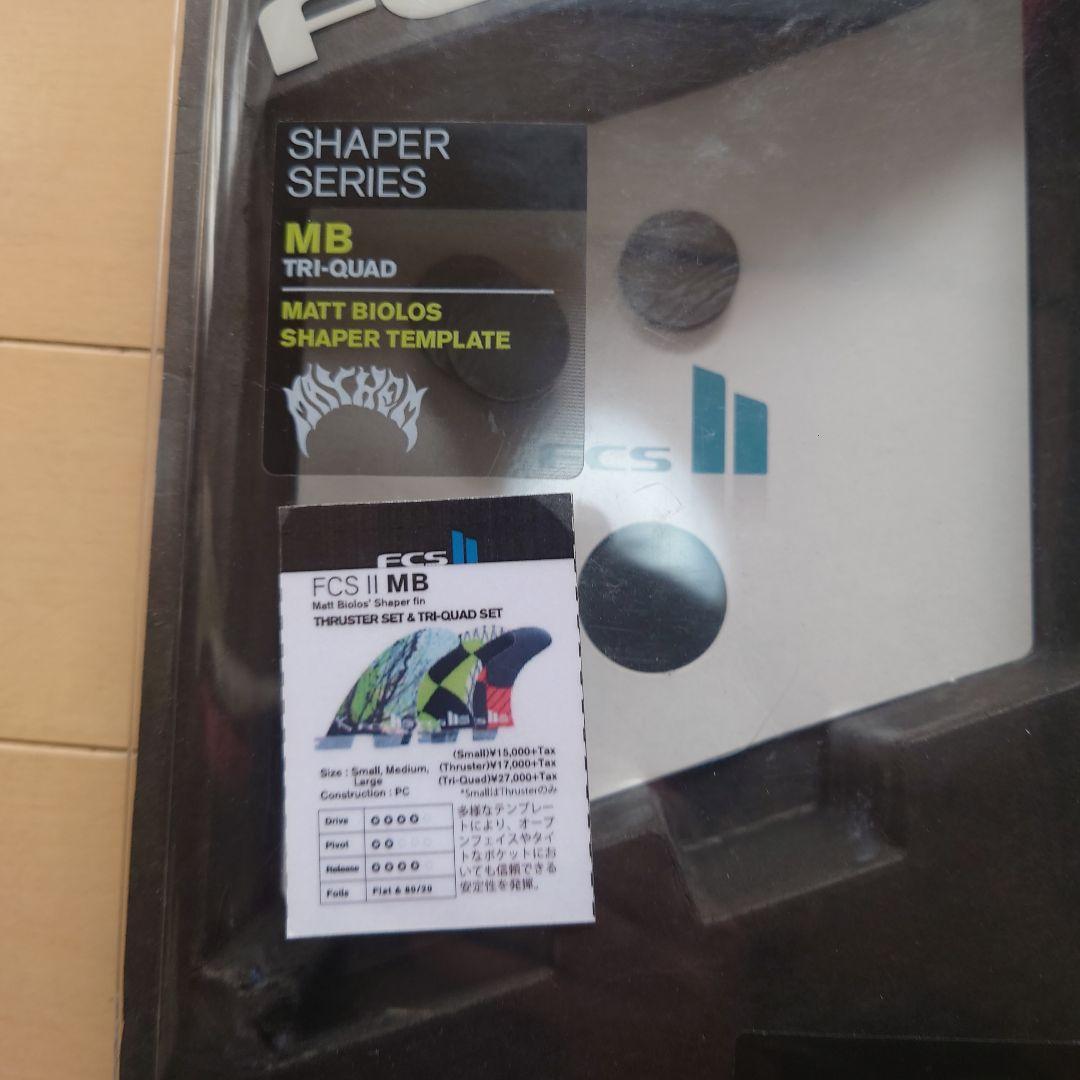 FCS
SHAPER
SERIES
MB
TRI-QUAD
MATT BIOLOS
SHAPER TEMPLATE
MAYHEM
FCS II
FCS II
FCS II MB
Matt Biolos' Shaper fin
THRUSTER SET & TRI-QUAD SET
(Small)¥15,000+Tax
Size : Small, Medium, (Thruster)¥17,000+Tax
Large (Tri-Quad)¥27,000+Tax
Construction : PC *SmallはThrusterのみ
Drive
Pivot
Release
Foils Flat & 80/20
多様なテンプレー
トにより、オープ
ンフェイスやタイ
トなポケットにお
いても信頼できる
安定性を発揮。